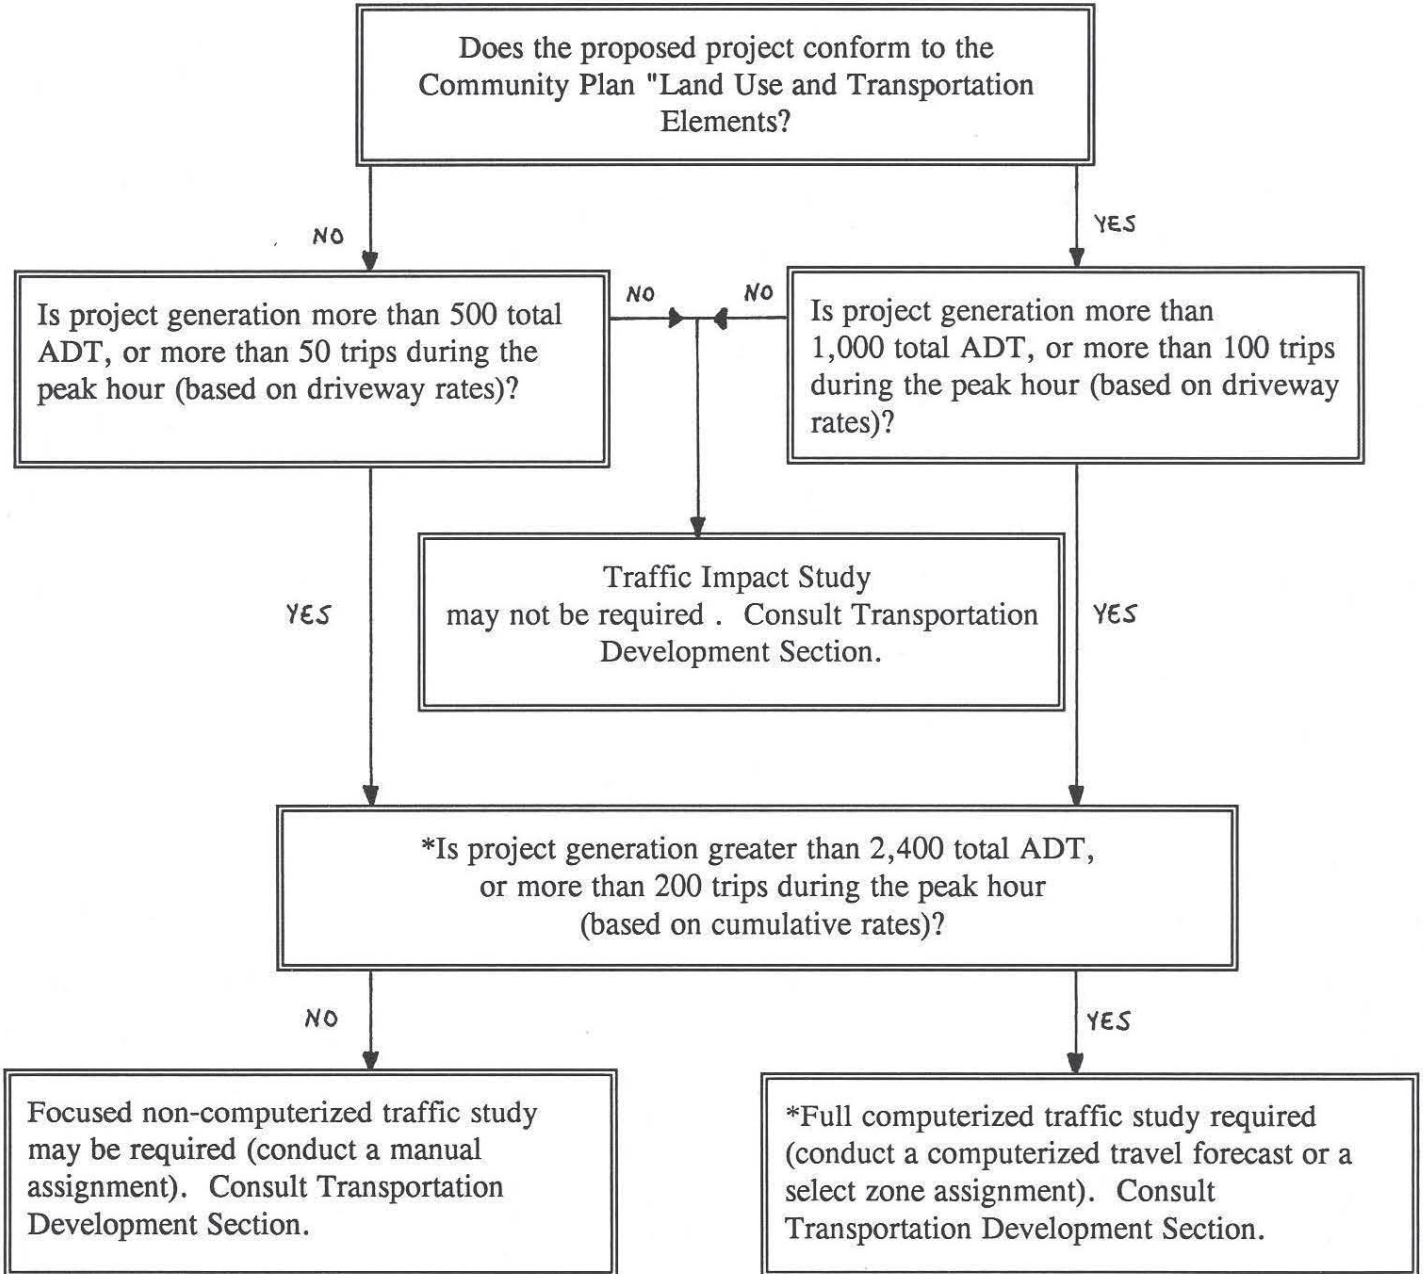 Does the proposed project conform to the
Community Plan "Land Use and Transportation
Elements?
NO
YES
Is project generation more than 500 total
ADT, or more than 50 trips during the
peak hour (based on driveway rates)?
NO
NO
Is project generation more than
1,000 total ADT, or more than 100 trips
during the peak hour (based on driveway
rates)?
Traffic Impact Study
may not be required . Consult Transportation
Development Section.
YES
YES
*Is project generation greater than 2,400 total ADT,
or more than 200 trips during the peak hour
(based on cumulative rates)?
NO
YES
Focused non-computerized traffic study
may be required (conduct a manual
assignment). Consult Transportation
Development Section.
*Full computerized traffic study required
(conduct a computerized travel forecast or a
select zone assignment). Consult
Transportation Development Section.